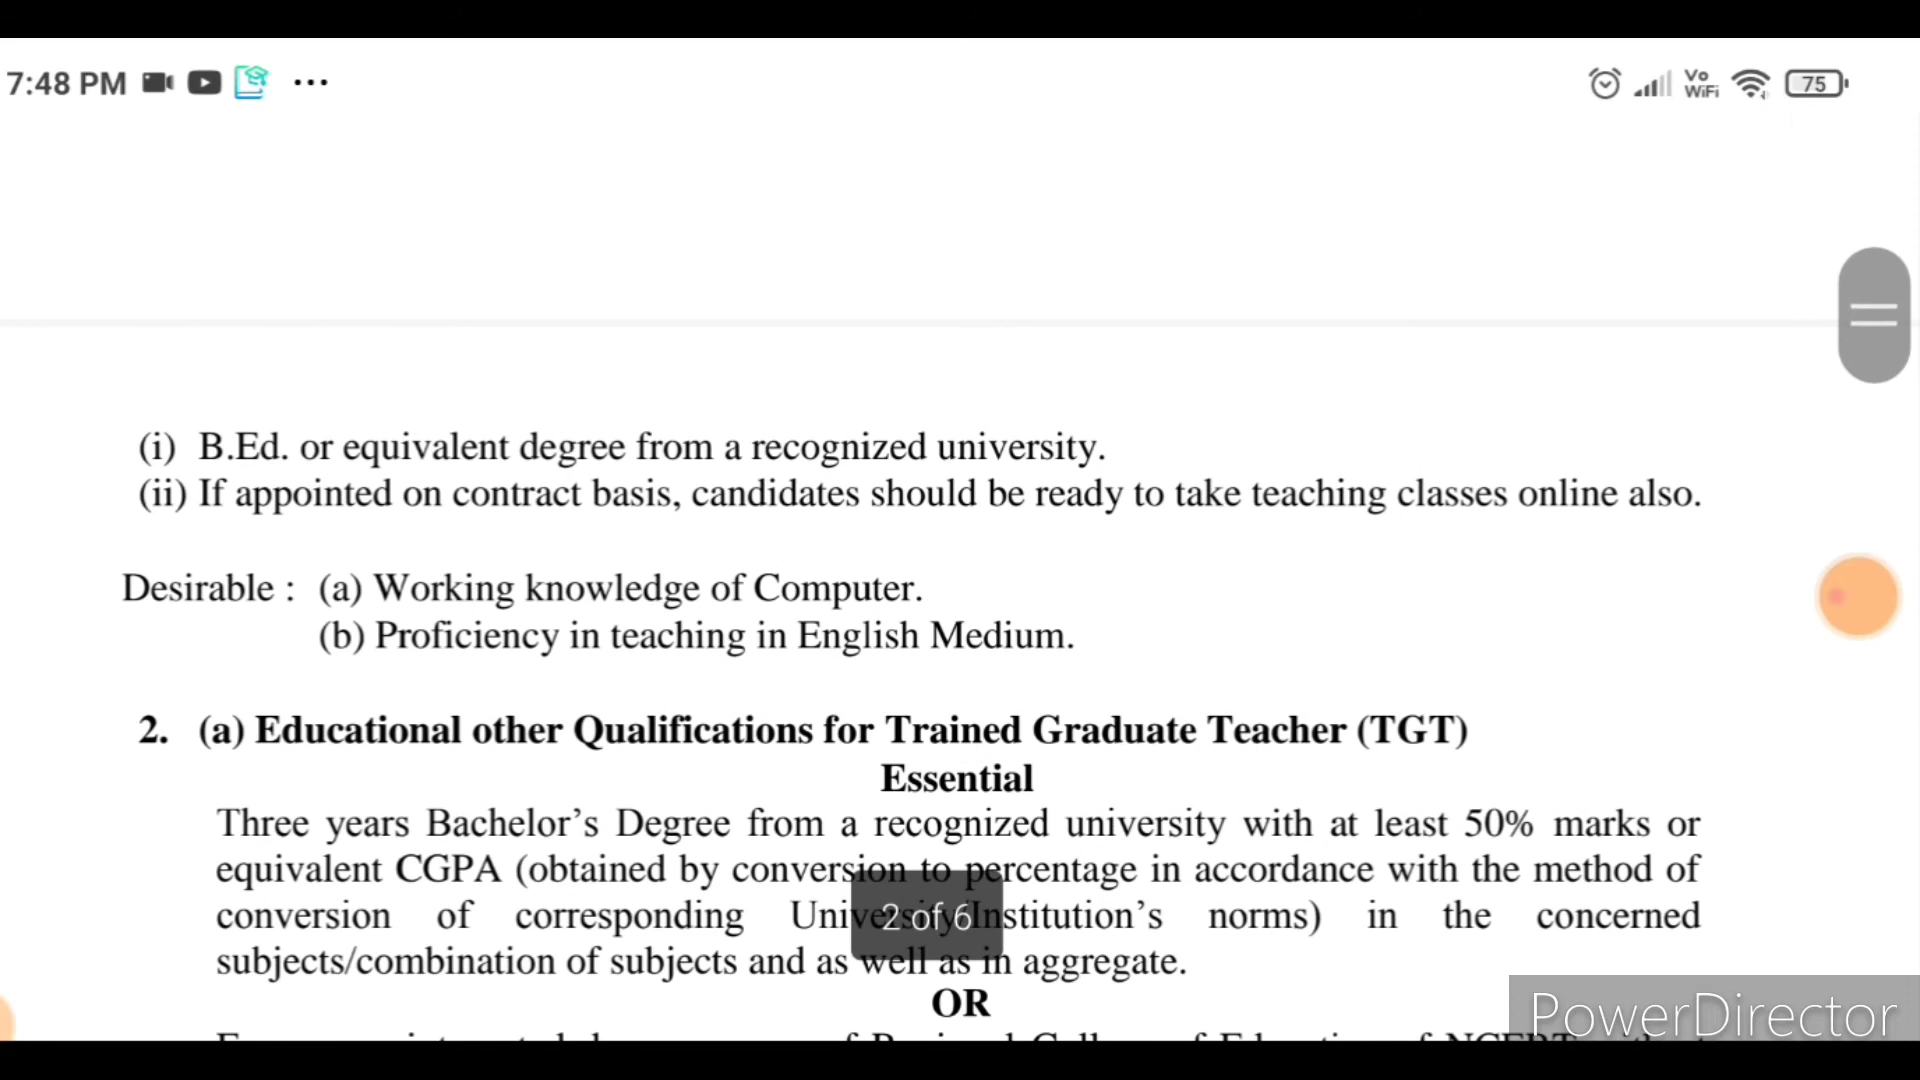 7:48 PM
Vo
WiFi
75
(i) B.Ed. or equivalent degree from a recognized university.
(ii) If appointed on contract basis, candidates should be ready to take teaching classes online also.
Desirable : (a) Working knowledge of Computer.
(b) Proficiency in teaching in English Medium.
2. (a) Educational other Qualifications for Trained Graduate Teacher (TGT)
Essential
Three years Bachelor’s Degree from a recognized university with at least 50% marks or
equivalent CGPA (obtained by conversion to percentage in accordance with the method of
conversion of corresponding University/Institution’s norms) in the concerned
2 of 6
subjects/combination of subjects and as well as in aggregate.
OR
PowerDirector